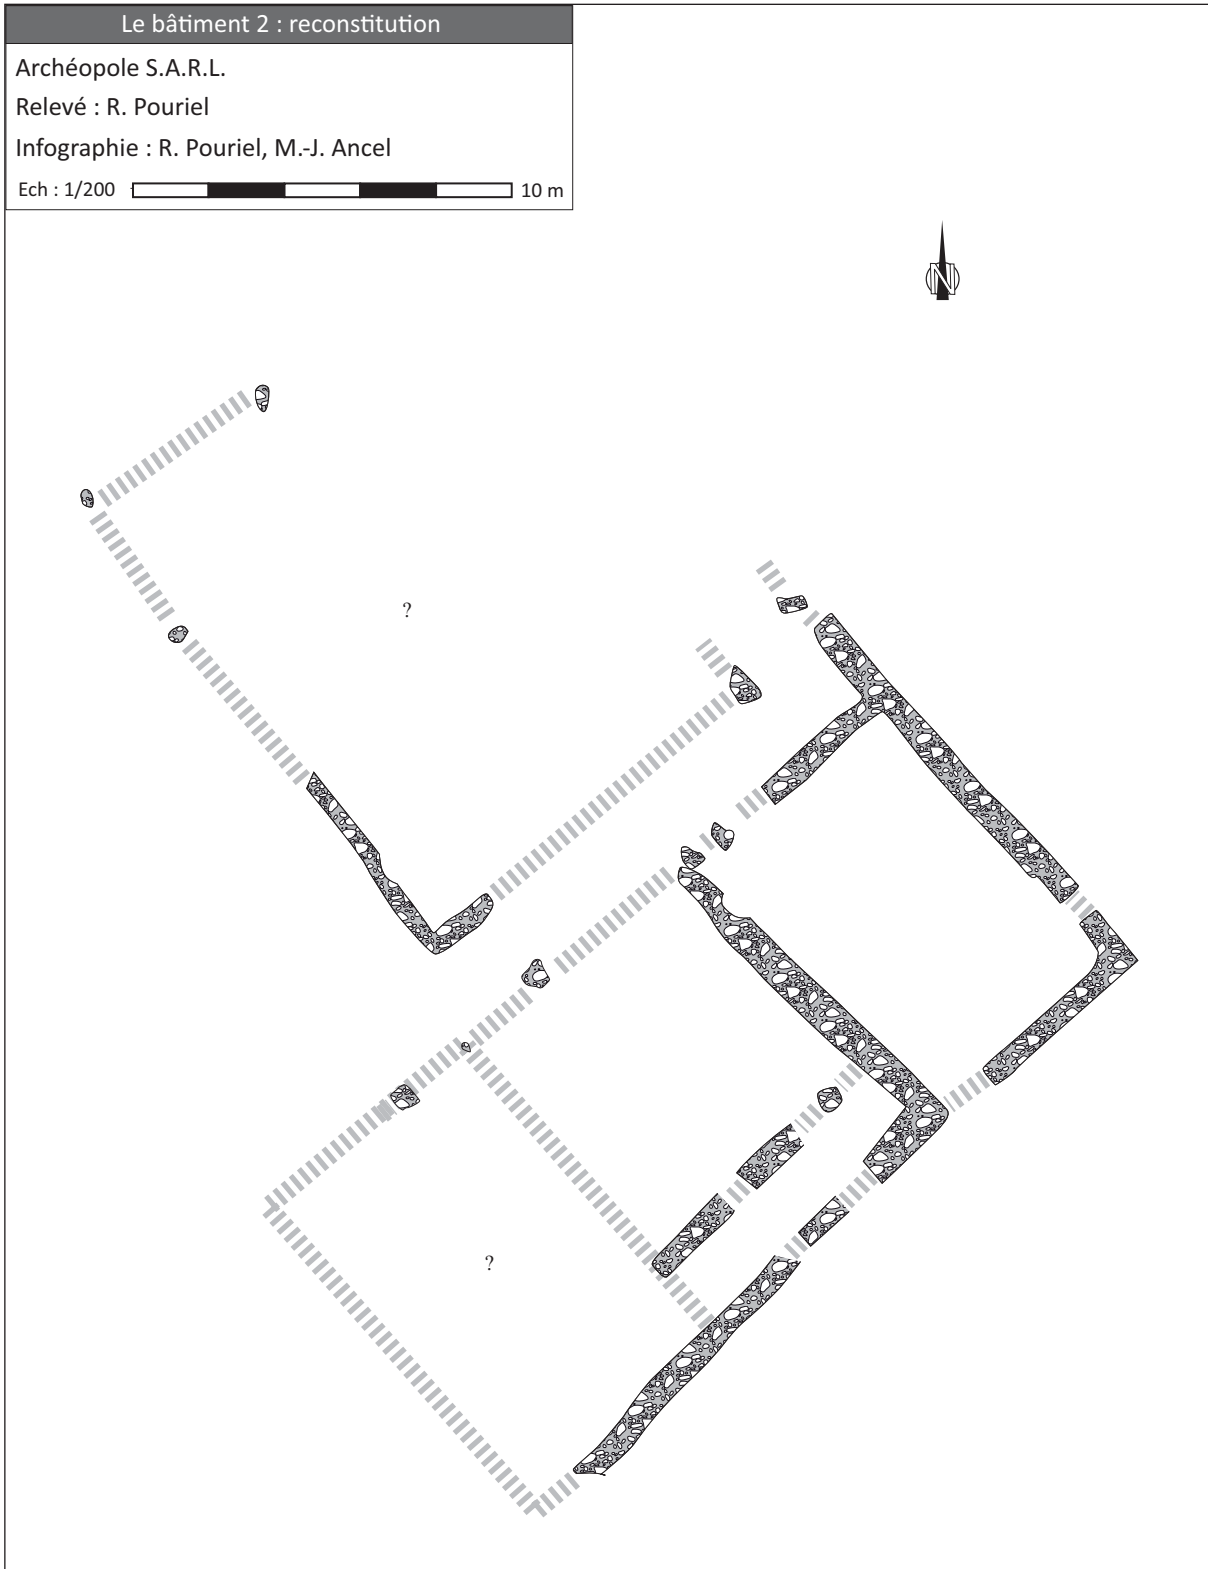 Le bâtiment 2 : reconstitution
Archéopole S.A.R.L.
Relevé : R. Pouriel
Infographie : R. Pouriel, M.-J. Ancel
Ech : 1/200 10 m
N
?
?